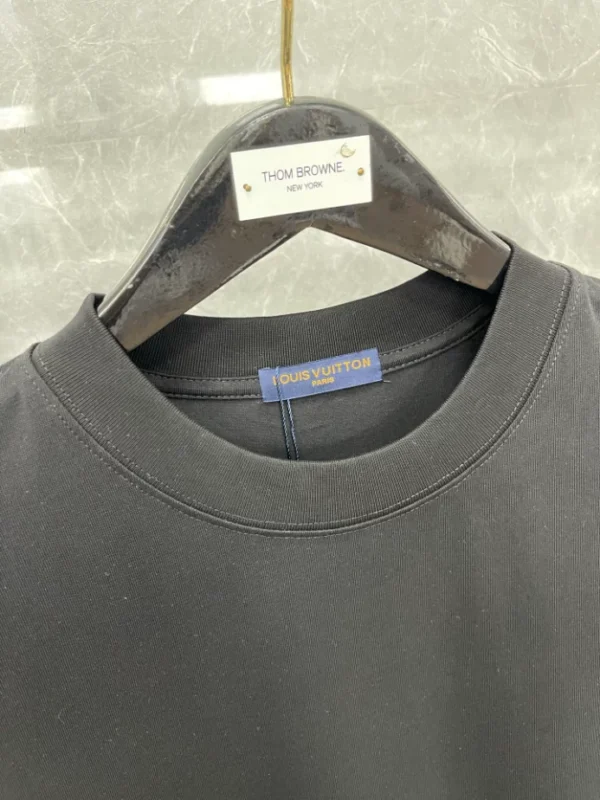 THOM BROWNE.
NEW YORK
LOUIS VUITTON
PARIS